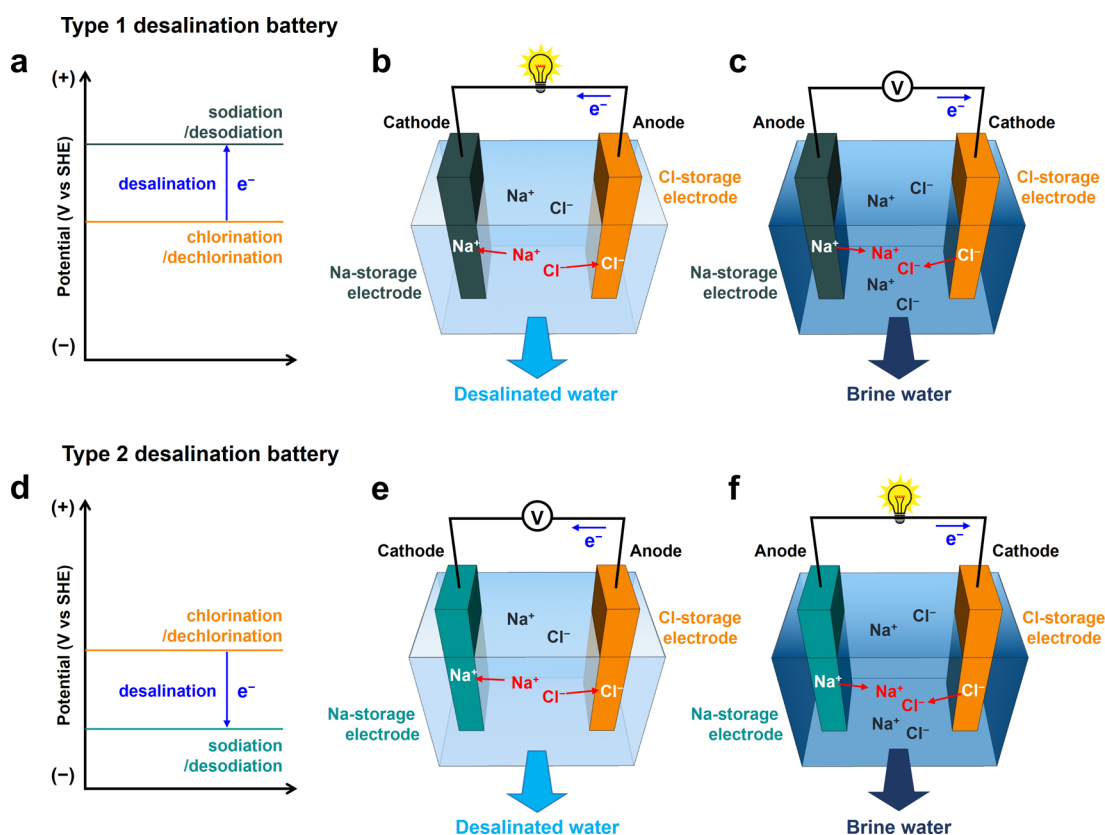 Type 1 desalination battery
a
(+)
Potential (V vs SHE)
(−)
sodiation
/desodiation
desalination
e⁻
chlorination
/dechlorination
b
e⁻
Cathode
Anode
Cl-storage
electrode
Na⁺
Cl⁻
Na⁺
Na⁺
Cl⁻
Cl⁻
Na-storage
electrode
Desalinated water
c
V
e⁻
Anode
Cathode
Cl-storage
electrode
Na⁺
Cl⁻
Na⁺
Na⁺
Cl⁻
Cl⁻
Na⁺
Cl⁻
Na-storage
electrode
Brine water
Type 2 desalination battery
d
(+)
Potential (V vs SHE)
(−)
chlorination
/dechlorination
desalination
e⁻
sodiation
/desodiation
e
V
e⁻
Cathode
Anode
Cl-storage
electrode
Na⁺
Cl⁻
Na⁺
Na⁺
Cl⁻
Cl⁻
Na-storage
electrode
Desalinated water
f
e⁻
Anode
Cathode
Cl-storage
electrode
Na⁺
Cl⁻
Na⁺
Na⁺
Cl⁻
Cl⁻
Na⁺
Cl⁻
Na-storage
electrode
Brine water